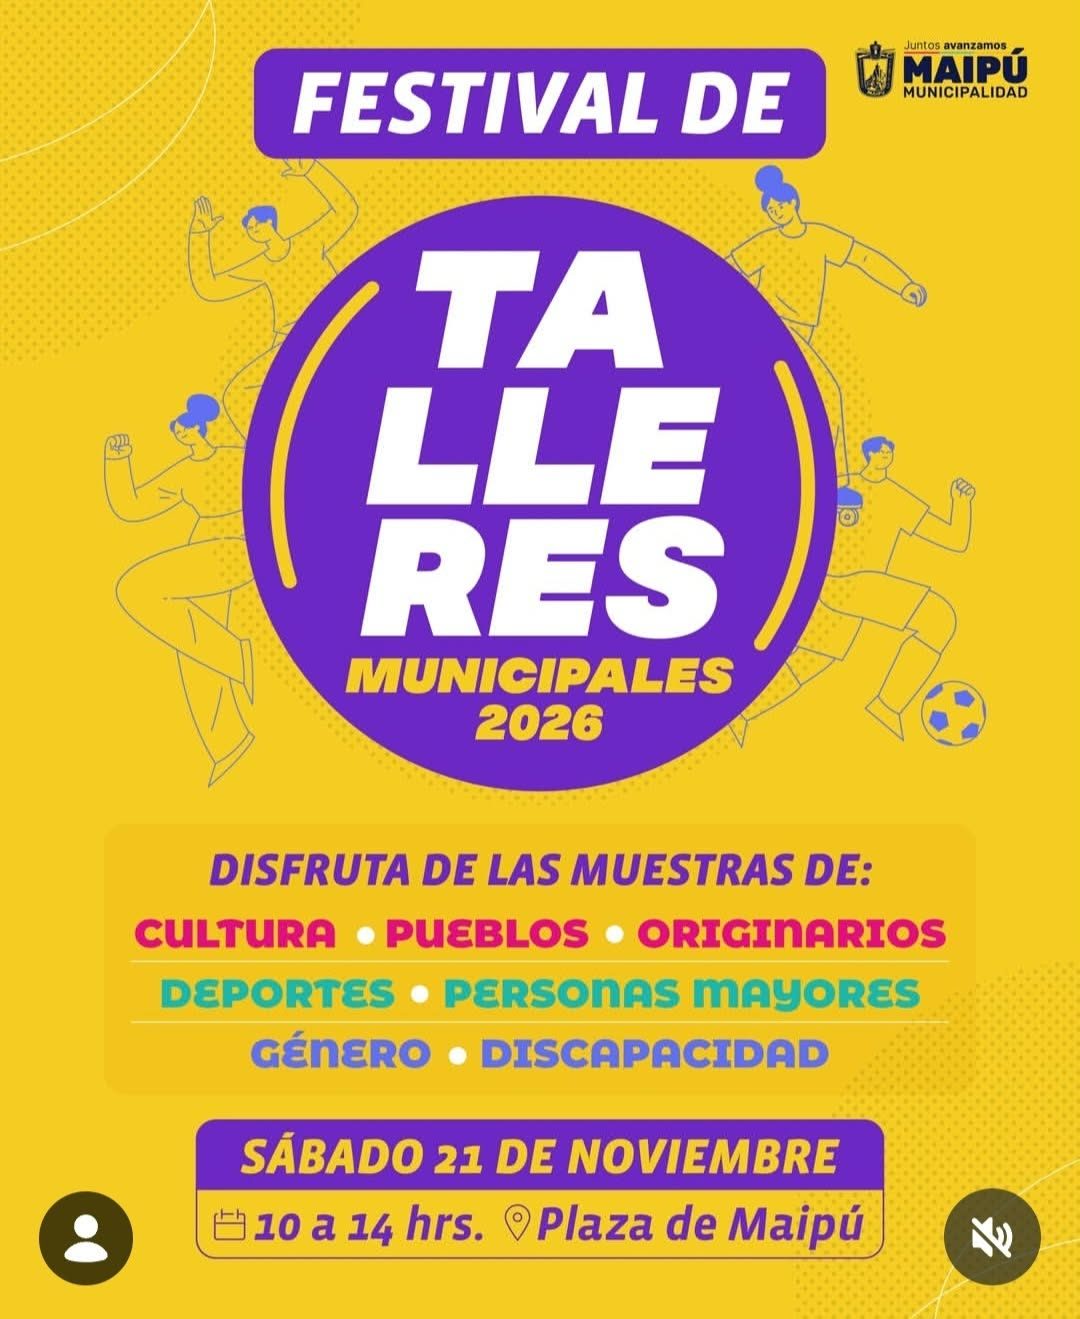 FESTIVAL DE
Juntos avanzamos
MAIPÚ
MUNICIPALIDAD
TA
LLE
RES
MUNICIPALES
2026
DISFRUTA DE LAS MUESTRAS DE:
CULTURA • PUEBLOS • ORIGINARIOS
DEPORTES • PERSONAS MAYORES
GÉNERO • DISCAPACIDAD
SÁBADO 21 DE NOVIEMBRE
10 a 14 hrs. Plaza de Maipú